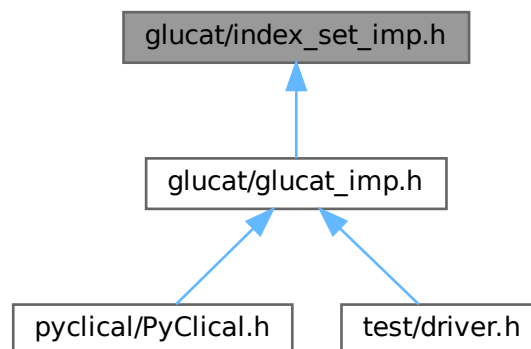 glucat/index_set_imp.h
glucat/glucat_imp.h
pyclical/PyClical.h
test/driver.h